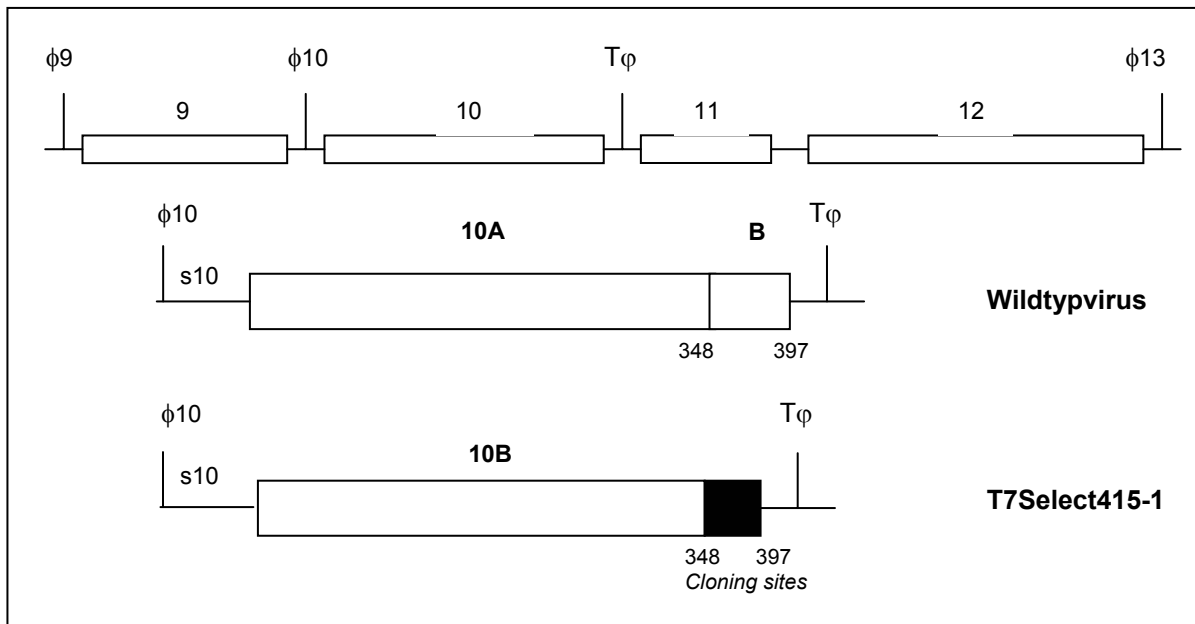 ϕ9 ϕ10 Tφ ϕ13
9 10 11 12
ϕ10 Tφ
10A B
s10
Wildtypvirus
348 397
ϕ10 Tφ
10B
s10
T7Select415-1
348 397
Cloning sites